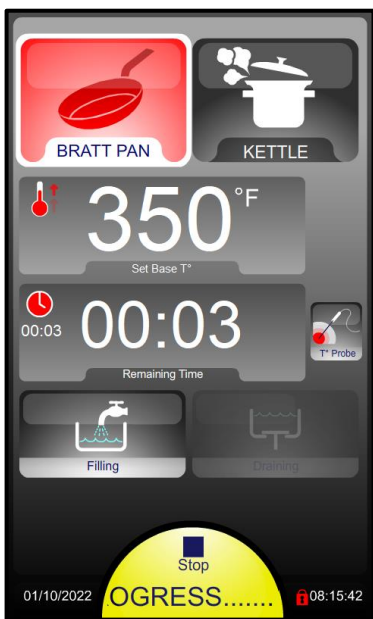 BRATT PAN
KETTLE
350°F
Set Base T°
00:03
00:03
Remaining Time
T° Probe
Filling
Draining
Stop
01/10/2022
.OGRESS.......
08:15:42